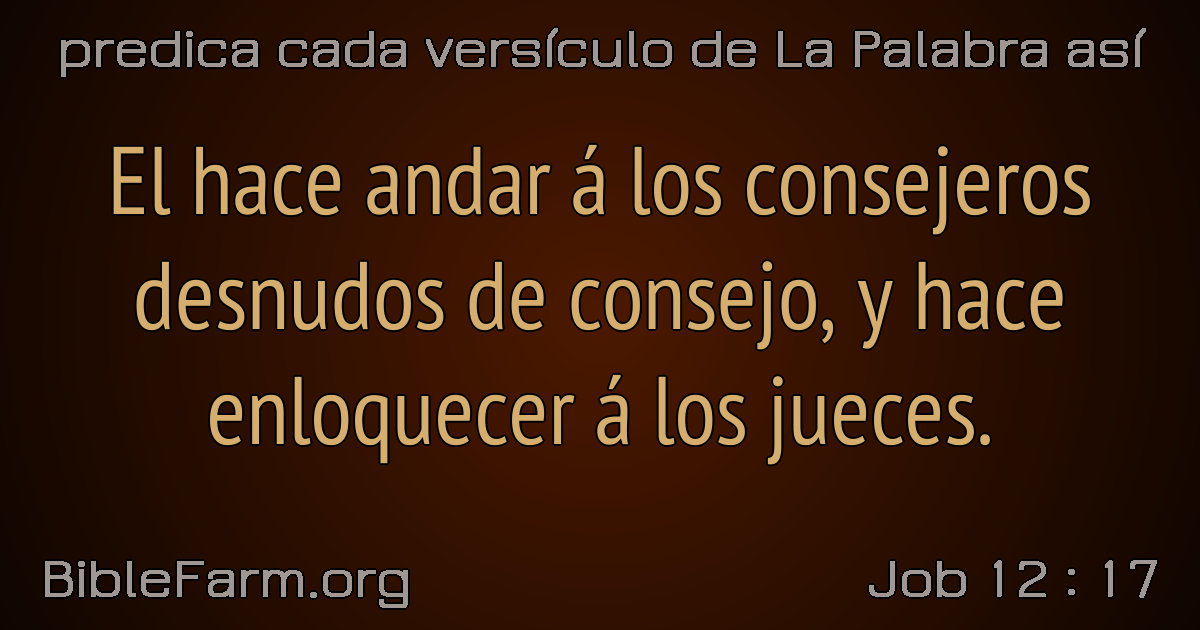 predica cada versículo de La Palabra así
El hace andar á los consejeros
desnudos de consejo, y hace
enloquecer á los jueces.
BibleFarm.org
Job 12 : 17